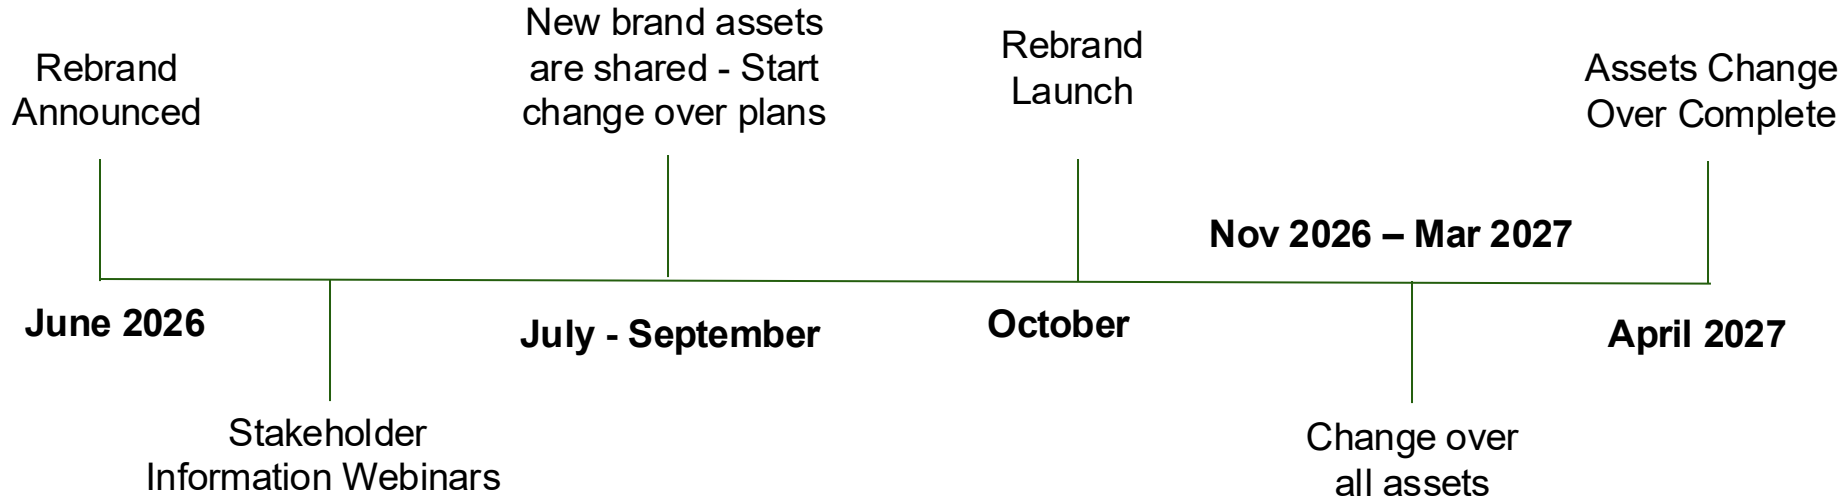 Rebrand
Announced
New brand assets
are shared - Start
change over plans
Rebrand
Launch
Assets Change
Over Complete
Nov 2026 – Mar 2027
June 2026
July - September
October
April 2027
Stakeholder
Information Webinars
Change over
all assets